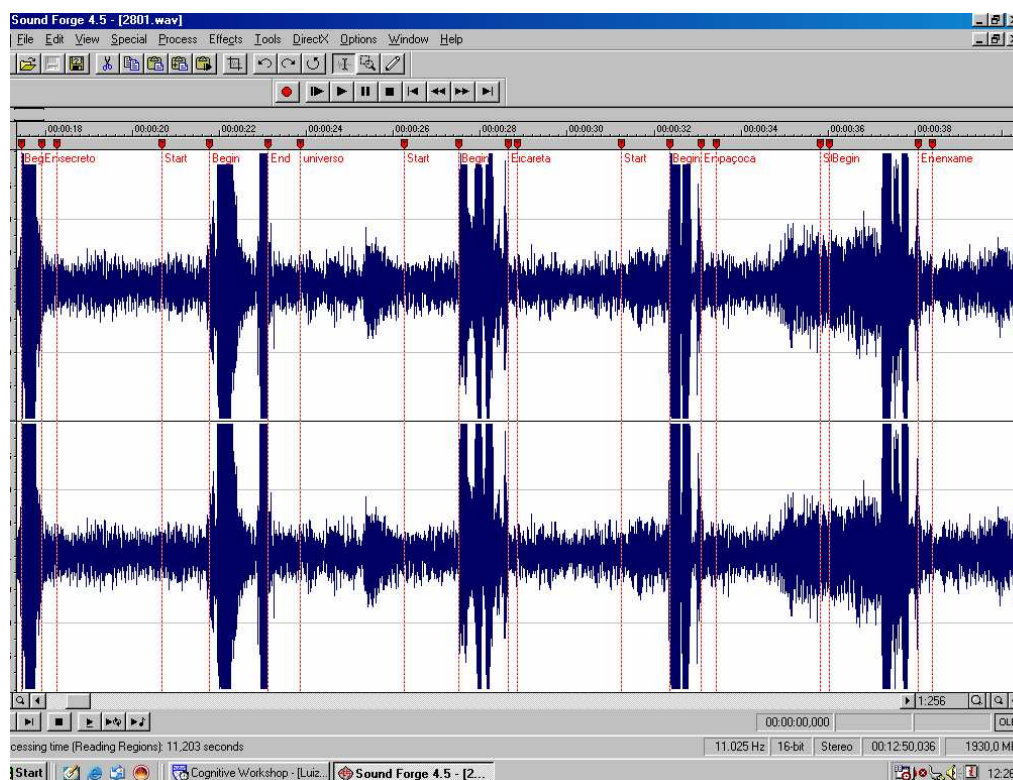 Sound Forge 4.5 - [2801.wav]
File Edit View Special Process Effects Tools DirectX Options Window Help
00:00:18 00:00:20 00:00:22 00:00:24 00:00:26 00:00:28 00:00:30 00:00:32 00:00:34 00:00:36 00:00:38
secreto Start Begin End universo Start Begin careta Start Begin paçoca Begin enxame
1:256
00:00:00,000
cessing time (Reading Regions): 11,203 seconds 11.025 Hz 16-bit Stereo 00:12:50,036 1930,0 M
Start Cognitive Workshop - [Luiz... Sound Forge 4.5 - [2... 12:26